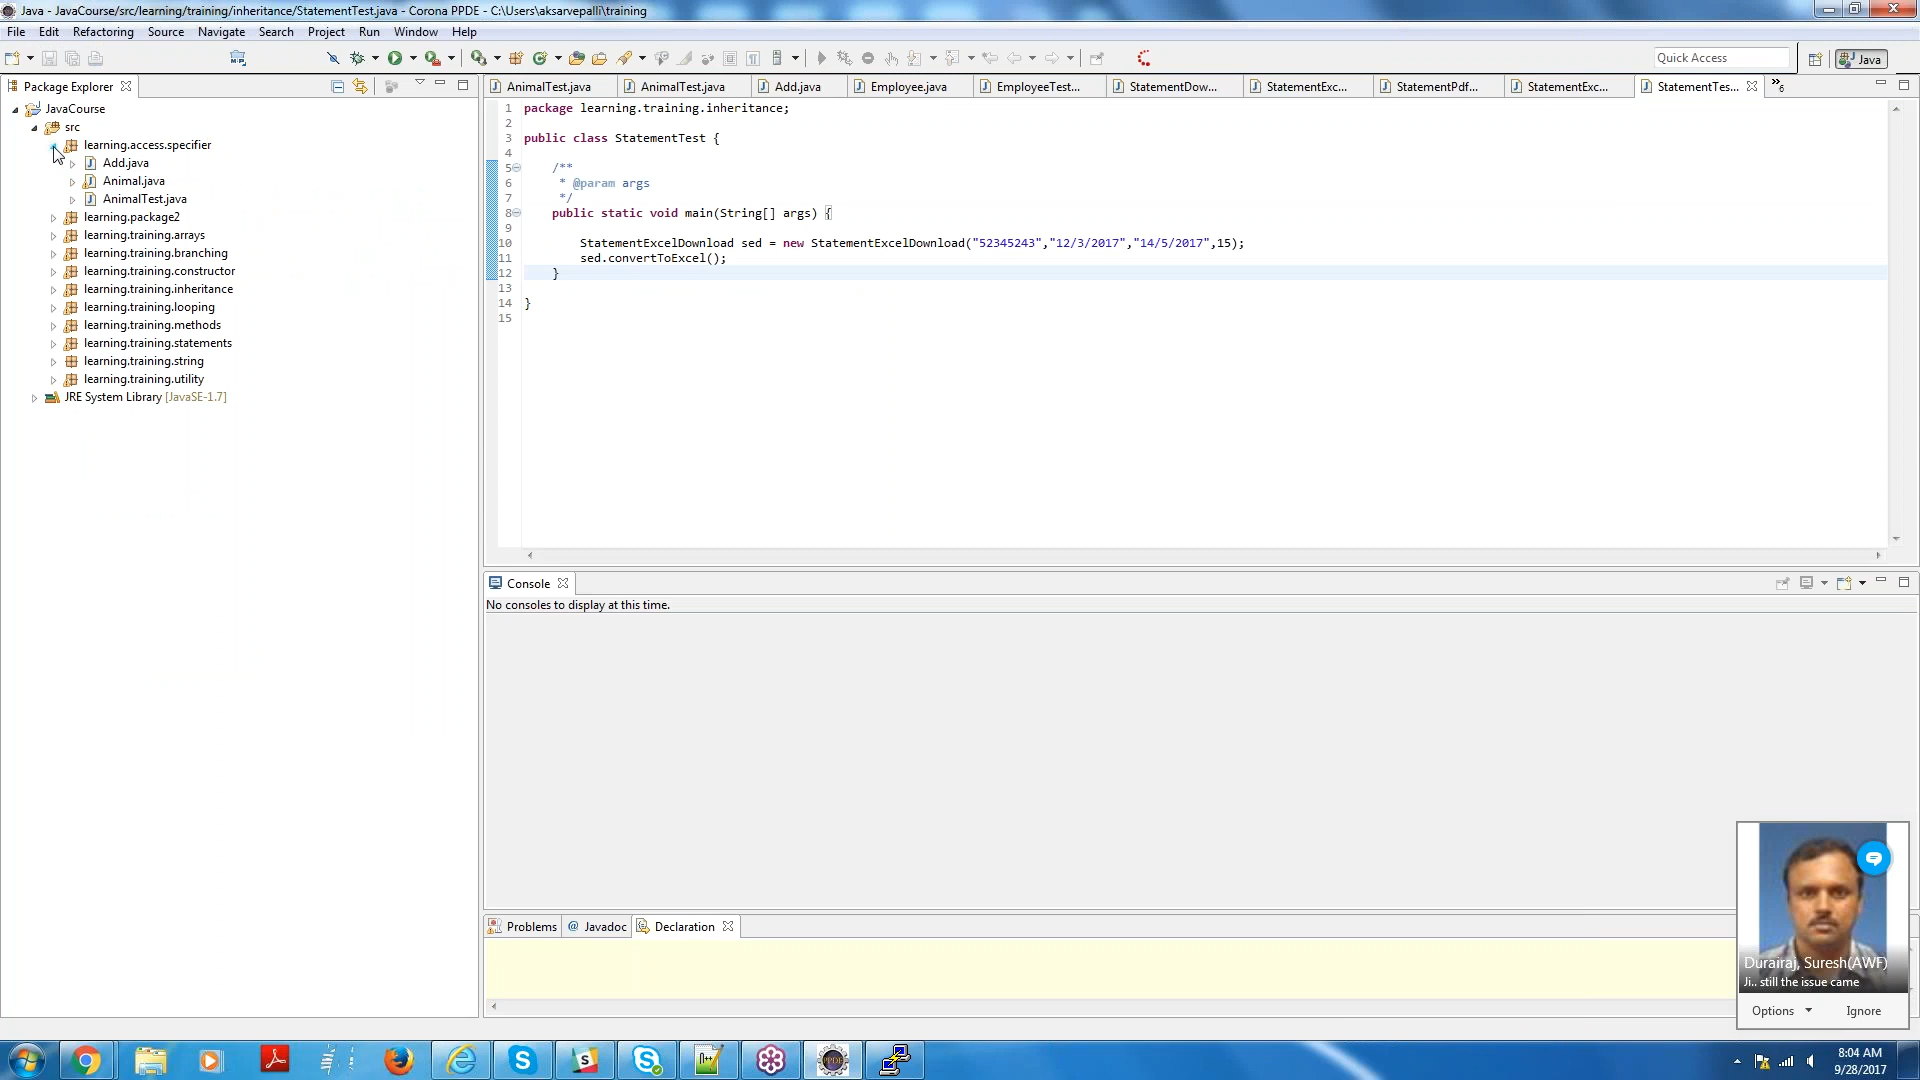 Java - JavaCourse/src/learning/training/inheritance/StatementTest.java - Corona PPDE - C:\Users\aksarvepalli\training
File Edit Refactoring Source Navigate Search Project Run Window Help
Quick Access
Java
Package Explorer
AnimalTest.java AnimalTest.java Add.java Employee.java EmployeeTest... StatementDow... StatementExc... StatementPdf... StatementExc... StatementTes... »6
JavaCourse
src
learning.access.specifier
Add.java
Animal.java
AnimalTest.java
learning.package2
learning.training.arrays
learning.training.branching
learning.training.constructor
learning.training.inheritance
learning.training.looping
learning.training.methods
learning.training.statements
learning.training.string
learning.training.utility
JRE System Library [JavaSE-1.7]
1 package learning.training.inheritance;
2
3 public class StatementTest {
4
5 /**
6 * @param args
7 */
8 public static void main(String[] args) {
9
10 StatementExcelDownload sed = new StatementExcelDownload("52345243","12/3/2017","14/5/2017",15);
11 sed.convertToExcel();
12 }
13
14 }
15
Console
No consoles to display at this time.
Problems @ Javadoc Declaration
Durairaj, Suresh(AWF)
Ji.. still the issue came
Options Ignore
8:04 AM
9/28/2017